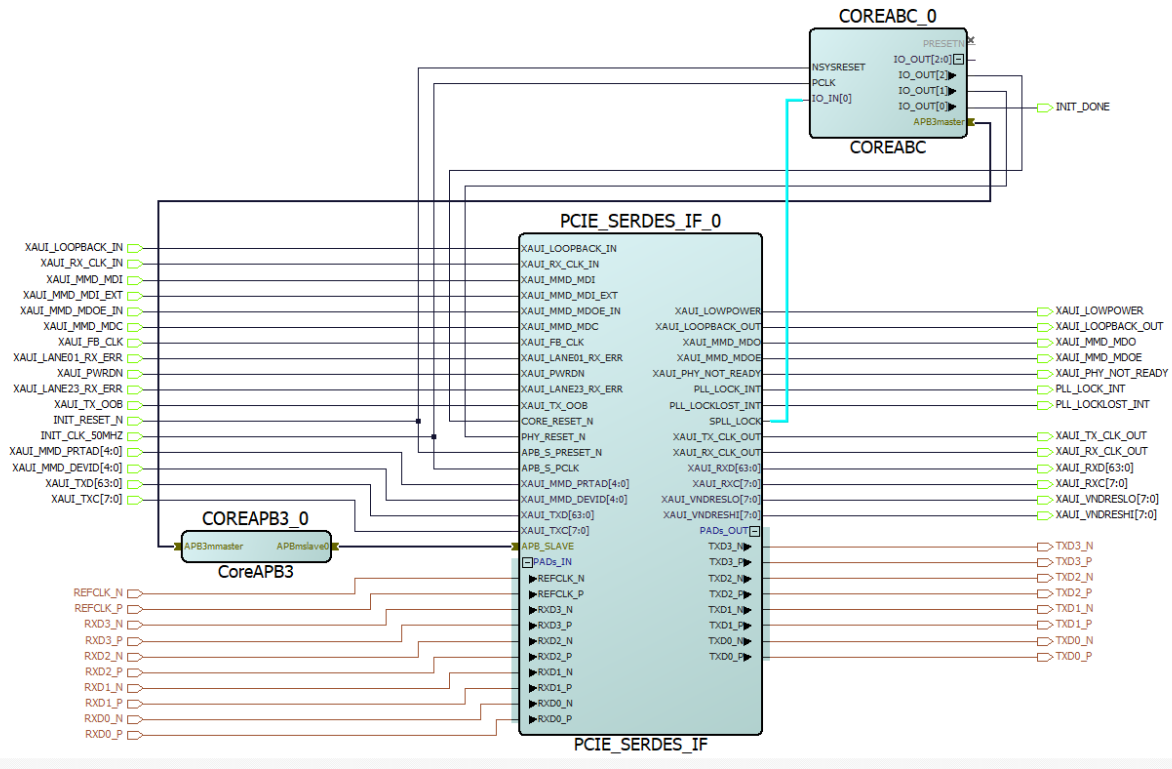 COREABC_0
PRESETN
NSYSRESET
IO_OUT[2:0]
PCLK
IO_OUT[2]
IO_IN[0]
IO_OUT[1]
IO_OUT[0]
INIT_DONE
APB3master
COREABC
PCIE_SERDES_IF_0
XAUI_LOOPBACK_IN
XAUI_RX_CLK_IN
XAUI_MMD_MDI
XAUI_MMD_MDI_EXT
XAUI_MMD_MDOE_IN
XAUI_MMD_MDC
XAUI_FB_CLK
XAUI_LANE01_RX_ERR
XAUI_PWRDN
XAUI_LANE23_RX_ERR
XAUI_TX_OOB
INIT_RESET_N
INIT_CLK_50MHZ
XAUI_MMD_PRTAD[4:0]
XAUI_MMD_DEVID[4:0]
XAUI_TXD[63:0]
XAUI_TXC[7:0]
XAUI_LOOPBACK_IN
XAUI_RX_CLK_IN
XAUI_MMD_MDI
XAUI_MMD_MDI_EXT
XAUI_MMD_MDOE_IN
XAUI_MMD_MDC
XAUI_FB_CLK
XAUI_LANE01_RX_ERR
XAUI_PWRDN
XAUI_LANE23_RX_ERR
XAUI_TX_OOB
CORE_RESET_N
PHY_RESET_N
APB_S_PRESET_N
APB_S_PCLK
XAUI_MMD_PRTAD[4:0]
XAUI_MMD_DEVID[4:0]
XAUI_TXD[63:0]
XAUI_TXC[7:0]
APB_SLAVE
PADs_IN
REFCLK_N
REFCLK_P
RXD3_N
RXD3_P
RXD2_N
RXD2_P
RXD1_N
RXD1_P
RXD0_N
RXD0_P
XAUI_LOWPOWER
XAUI_LOOPBACK_OUT
XAUI_MMD_MDO
XAUI_MMD_MDOE
XAUI_PHY_NOT_READY
PLL_LOCK_INT
PLL_LOCKLOST_INT
SPLL_LOCK
XAUI_TX_CLK_OUT
XAUI_RX_CLK_OUT
XAUI_RXD[63:0]
XAUI_RXC[7:0]
XAUI_VNDRESLO[7:0]
XAUI_VNDRESHI[7:0]
PADs_OUT
TXD3_N
TXD3_P
TXD2_N
TXD2_P
TXD1_N
TXD1_P
TXD0_N
TXD0_P
XAUI_LOWPOWER
XAUI_LOOPBACK_OUT
XAUI_MMD_MDO
XAUI_MMD_MDOE
XAUI_PHY_NOT_READY
PLL_LOCK_INT
PLL_LOCKLOST_INT
XAUI_TX_CLK_OUT
XAUI_RX_CLK_OUT
XAUI_RXD[63:0]
XAUI_RXC[7:0]
XAUI_VNDRESLO[7:0]
XAUI_VNDRESHI[7:0]
TXD3_N
TXD3_P
TXD2_N
TXD2_P
TXD1_N
TXD1_P
TXD0_N
TXD0_P
COREAPB3_0
APB3mmaster
APBmslave0
CoreAPB3
REFCLK_N
REFCLK_P
RXD3_N
RXD3_P
RXD2_N
RXD2_P
RXD1_N
RXD1_P
RXD0_N
RXD0_P
PCIE_SERDES_IF